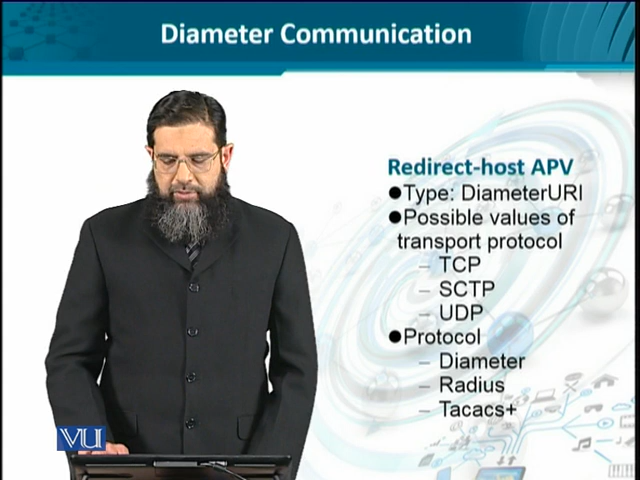 Diameter Communication
Redirect-host APV
●Type: DiameterURI
●Possible values of
transport protocol
– TCP
– SCTP
– UDP
●Protocol
– Diameter
– Radius
– Tacacs+
VU